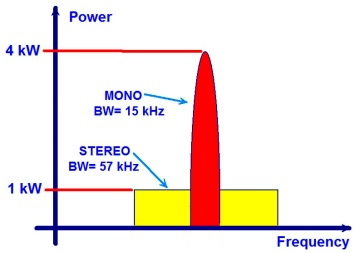 Power
4 kW
MONO
BW= 15 kHz
STEREO
BW= 57 kHz
1 kW
Frequency